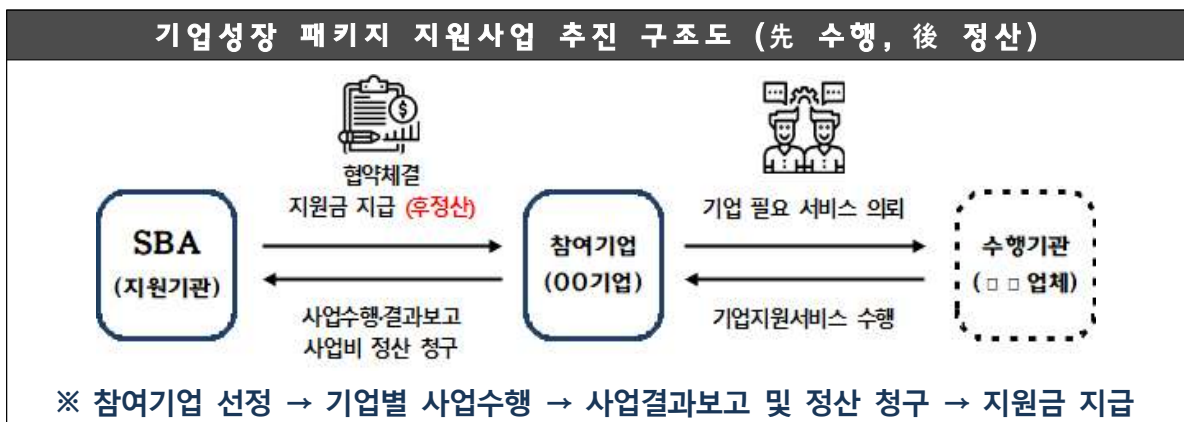 기업성장 패키지 지원사업 추진 구조도 (先 수행, 後 정산)
협약체결
지원금 지급 (후정산)
기업 필요 서비스 의뢰
SBA
(지원기관)
참여기업
(OO기업)
수행기관
(□□업체)
사업수행·결과보고
사업비 정산 청구
기업지원서비스 수행
※ 참여기업 선정 → 기업별 사업수행 → 사업결과보고 및 정산 청구 → 지원금 지급